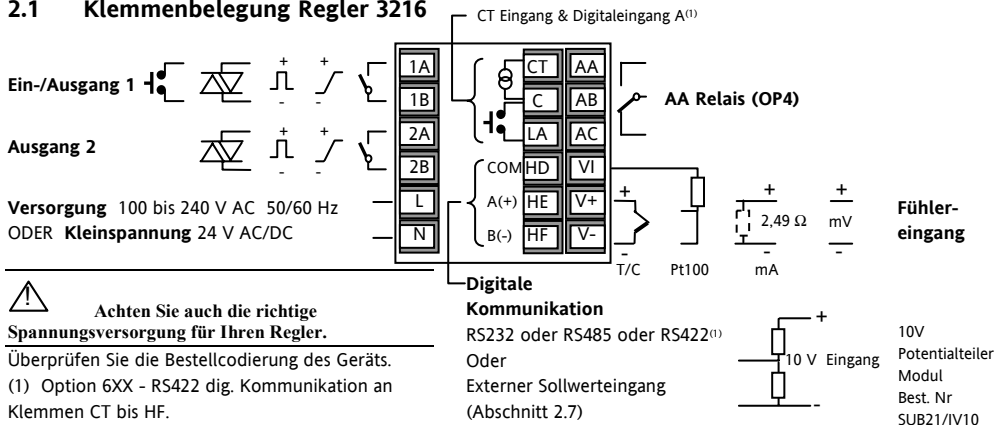 2.1 Klemmenbelegung Regler 3216
CT Eingang & Digitaleingang A(1)
Ein-/Ausgang 1
+ +
- -
1A
1B
CT
C
LA
AA
AB
AC
AA Relais (OP4)
Ausgang 2
+ +
- -
2A
2B
COM
HD
VI
Versorgung 100 bis 240 V AC 50/60 Hz
ODER Kleinspannung 24 V AC/DC
L
N
A(+)
HE
V+
B(-)
HF
V-
+
-
T/C
Pt100
+
2,49 Ω
-
mA
+
mV
-
Fühler-
eingang
Achten Sie auch die richtige
Spannungsversorgung für Ihren Regler.
Überprüfen Sie die Bestellcodierung des Geräts.
(1) Option 6XX - RS422 dig. Kommunikation an
Klemmen CT bis HF.
Digitale
Kommunikation
RS232 oder RS485 oder RS422(1)
Oder
Externer Sollwerteingang
(Abschnitt 2.7)
+
10 V Eingang
-
10V
Potentialteiler
Modul
Best. Nr
SUB21/IV10